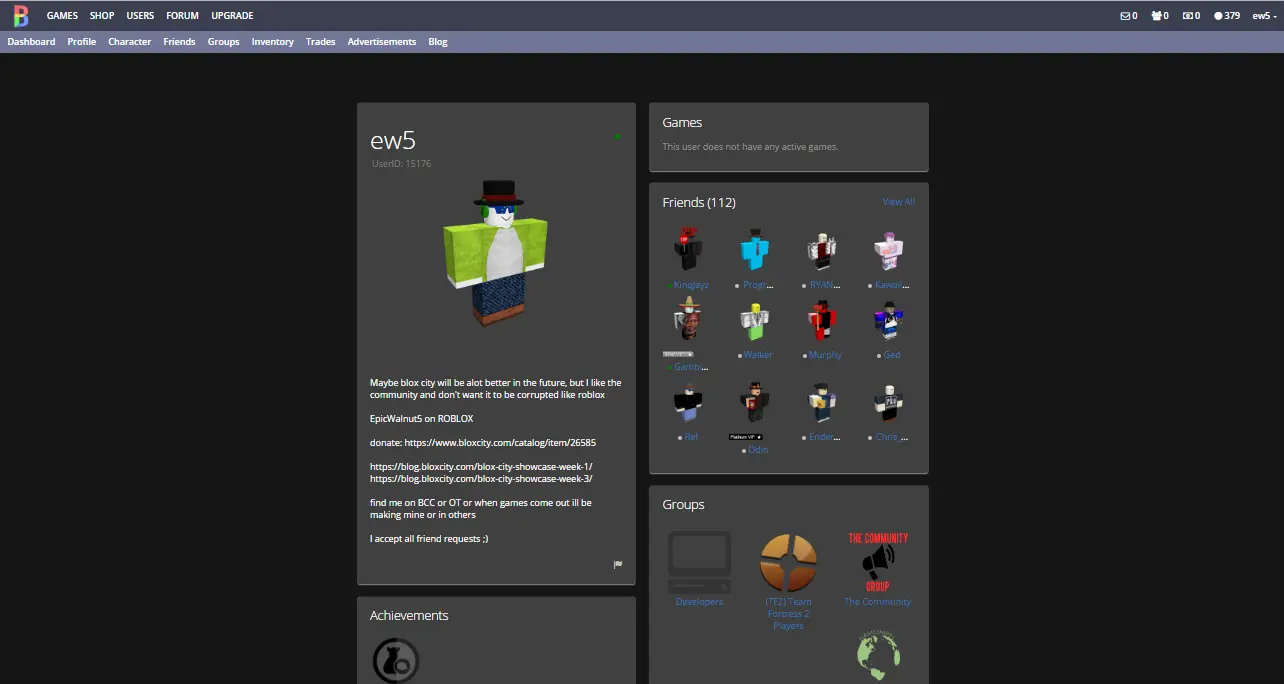 B GAMES SHOP USERS FORUM UPGRADE 0 0 0 379 ew5
Dashboard Profile Character Friends Groups Inventory Trades Advertisements Blog
ew5
UserID: 15176
Maybe blox city will be alot better in the future, but I like the
community and don't want it to be corrupted like roblox
EpicWalnut5 on ROBLOX
donate: https://www.bloxcity.com/catalog/item/26585
https://blog.bloxcity.com/blox-city-showcase-week-1/
https://blog.bloxcity.com/blox-city-showcase-week-3/
find me on BCC or OT or when games come out ill be
making mine or in others
I accept all friend requests ;)
Achievements
Games
This user does not have any active games.
Friends (112) View All
KinqJayz Progr... RYAN... Kawaii...
Gambi... Walker Murphy Ged
Platinum VIP
Ref Odin Ender... Chris_...
Groups
THE COMMUNITY
GROUP
Developers (TF2) Team The Community
Fortress 2
Players